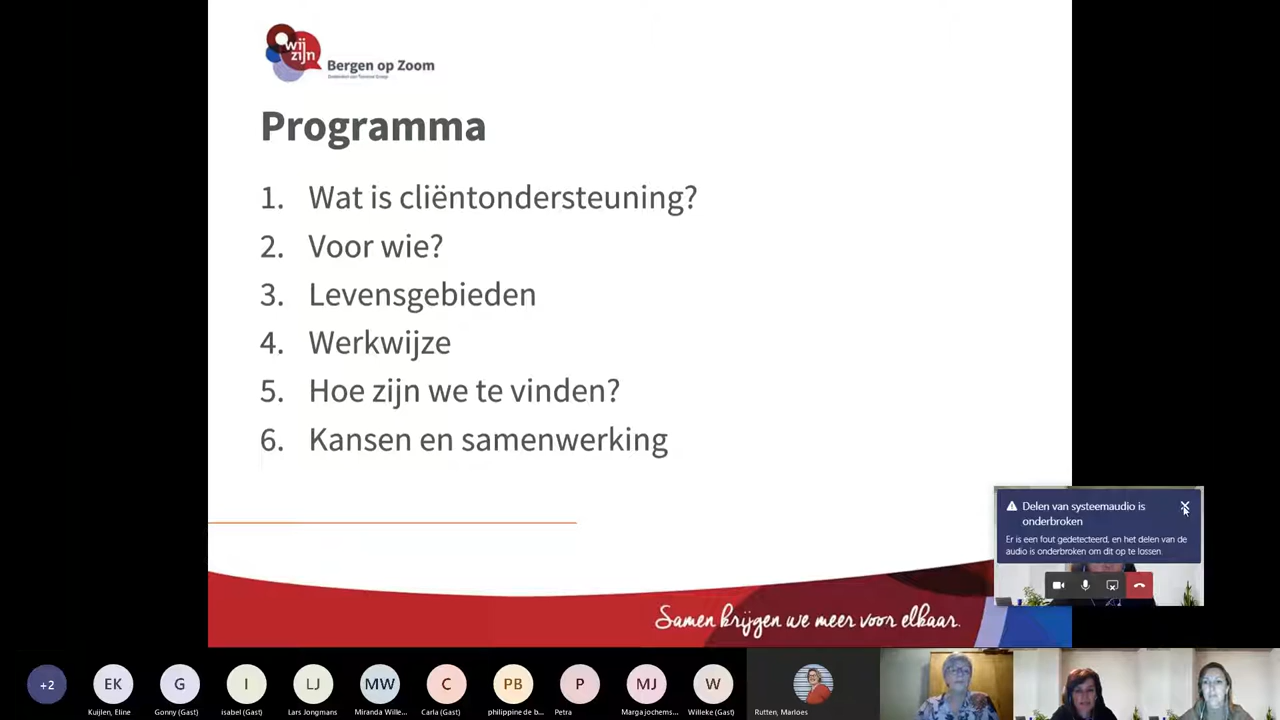 wij
zijn
Bergen op Zoom
Programma
1. Wat is cliëntondersteuning?
2. Voor wie?
3. Levensgebieden
4. Werkwijze
5. Hoe zijn we te vinden?
6. Kansen en samenwerking
Delen van systeemaudio is
onderbroken
Er is een fout gedetecteerd, en het delen van de
audio is onderbroken om dit op te lossen.
Samen krijgen we meer voor elkaar.
+2 EK G I LJ MW C PB P MJ W
Kuijlen, Eline Gonny (Gast) isabel (Gast) Lars Jongmans Miranda Wille... Carla (Gast) philippine de b... Petra Marga jochems... Willeke (Gast) Rutten, Marloes